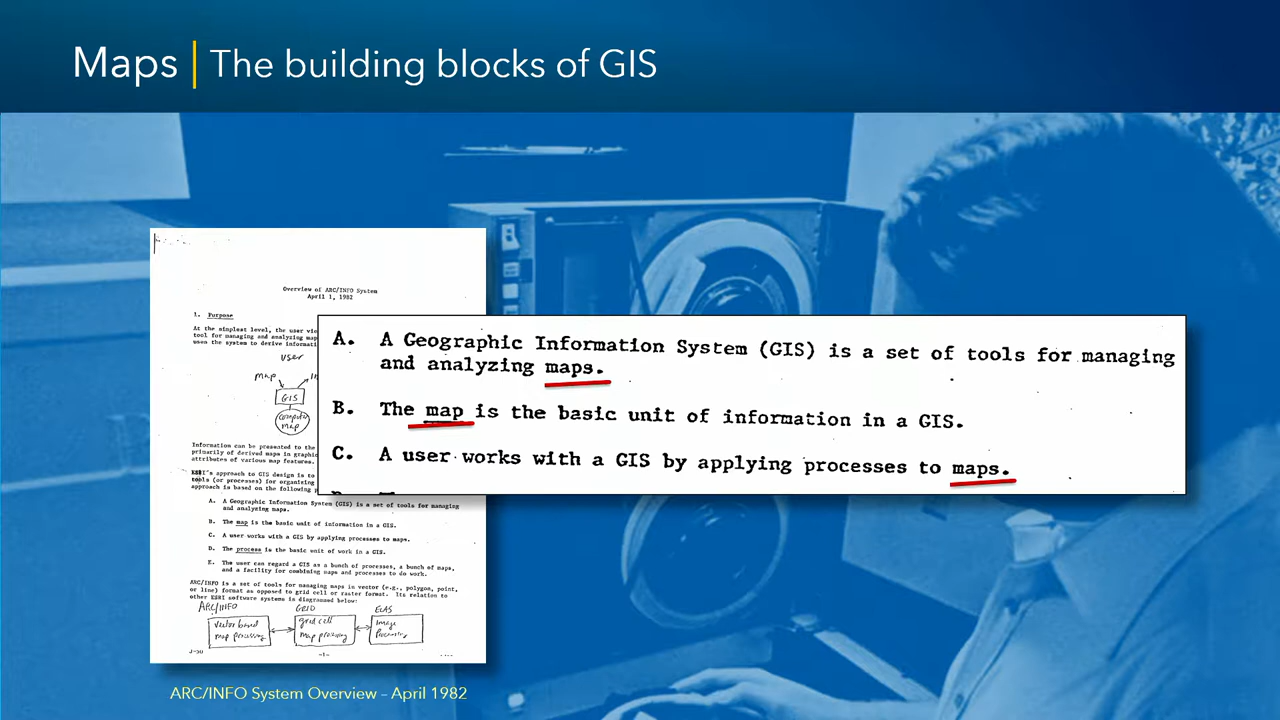 Maps | The building blocks of GIS
Overview of ARC/INFO System
April 1, 1982
1. Purpose
At the simplest level, the user vie
tool for managing and analyzing map
uses the system to derive informati
user
map
GIS
computer
map
Information can be presented to the
primarily of derived maps in graphic
attributes of various map features.
ESRI's approach to GIS design is to
tools (or processes) for organizing
approach is based on the following p
A. A Geographic Information System (GIS) is a set of tools for managing
and analyzing maps.
B. The map is the basic unit of information in a GIS.
C. A user works with a GIS by applying processes to maps.
A. A Geographic Information System (GIS) is a set of tools for managing
and analyzing maps.
B. The map is the basic unit of information in a GIS.
C. A user works with a GIS by applying processes to maps.
D. The process is the basic unit of work in a GIS.
E. The user can regard a GIS as a bunch of processes, a bunch of maps,
and a facility for combining maps and processes to do work.
ARC/INFO is a set of tools for managing maps in vector (e.g., polygon, point,
or line) format as opposed to grid cell or raster format. Its relation to
other ESRI software systems is diagrammed below:
ARC/INFO GRID ELAS
vector based grid cell Image
map processing map processing Processing
-1-
ARC/INFO System Overview – April 1982